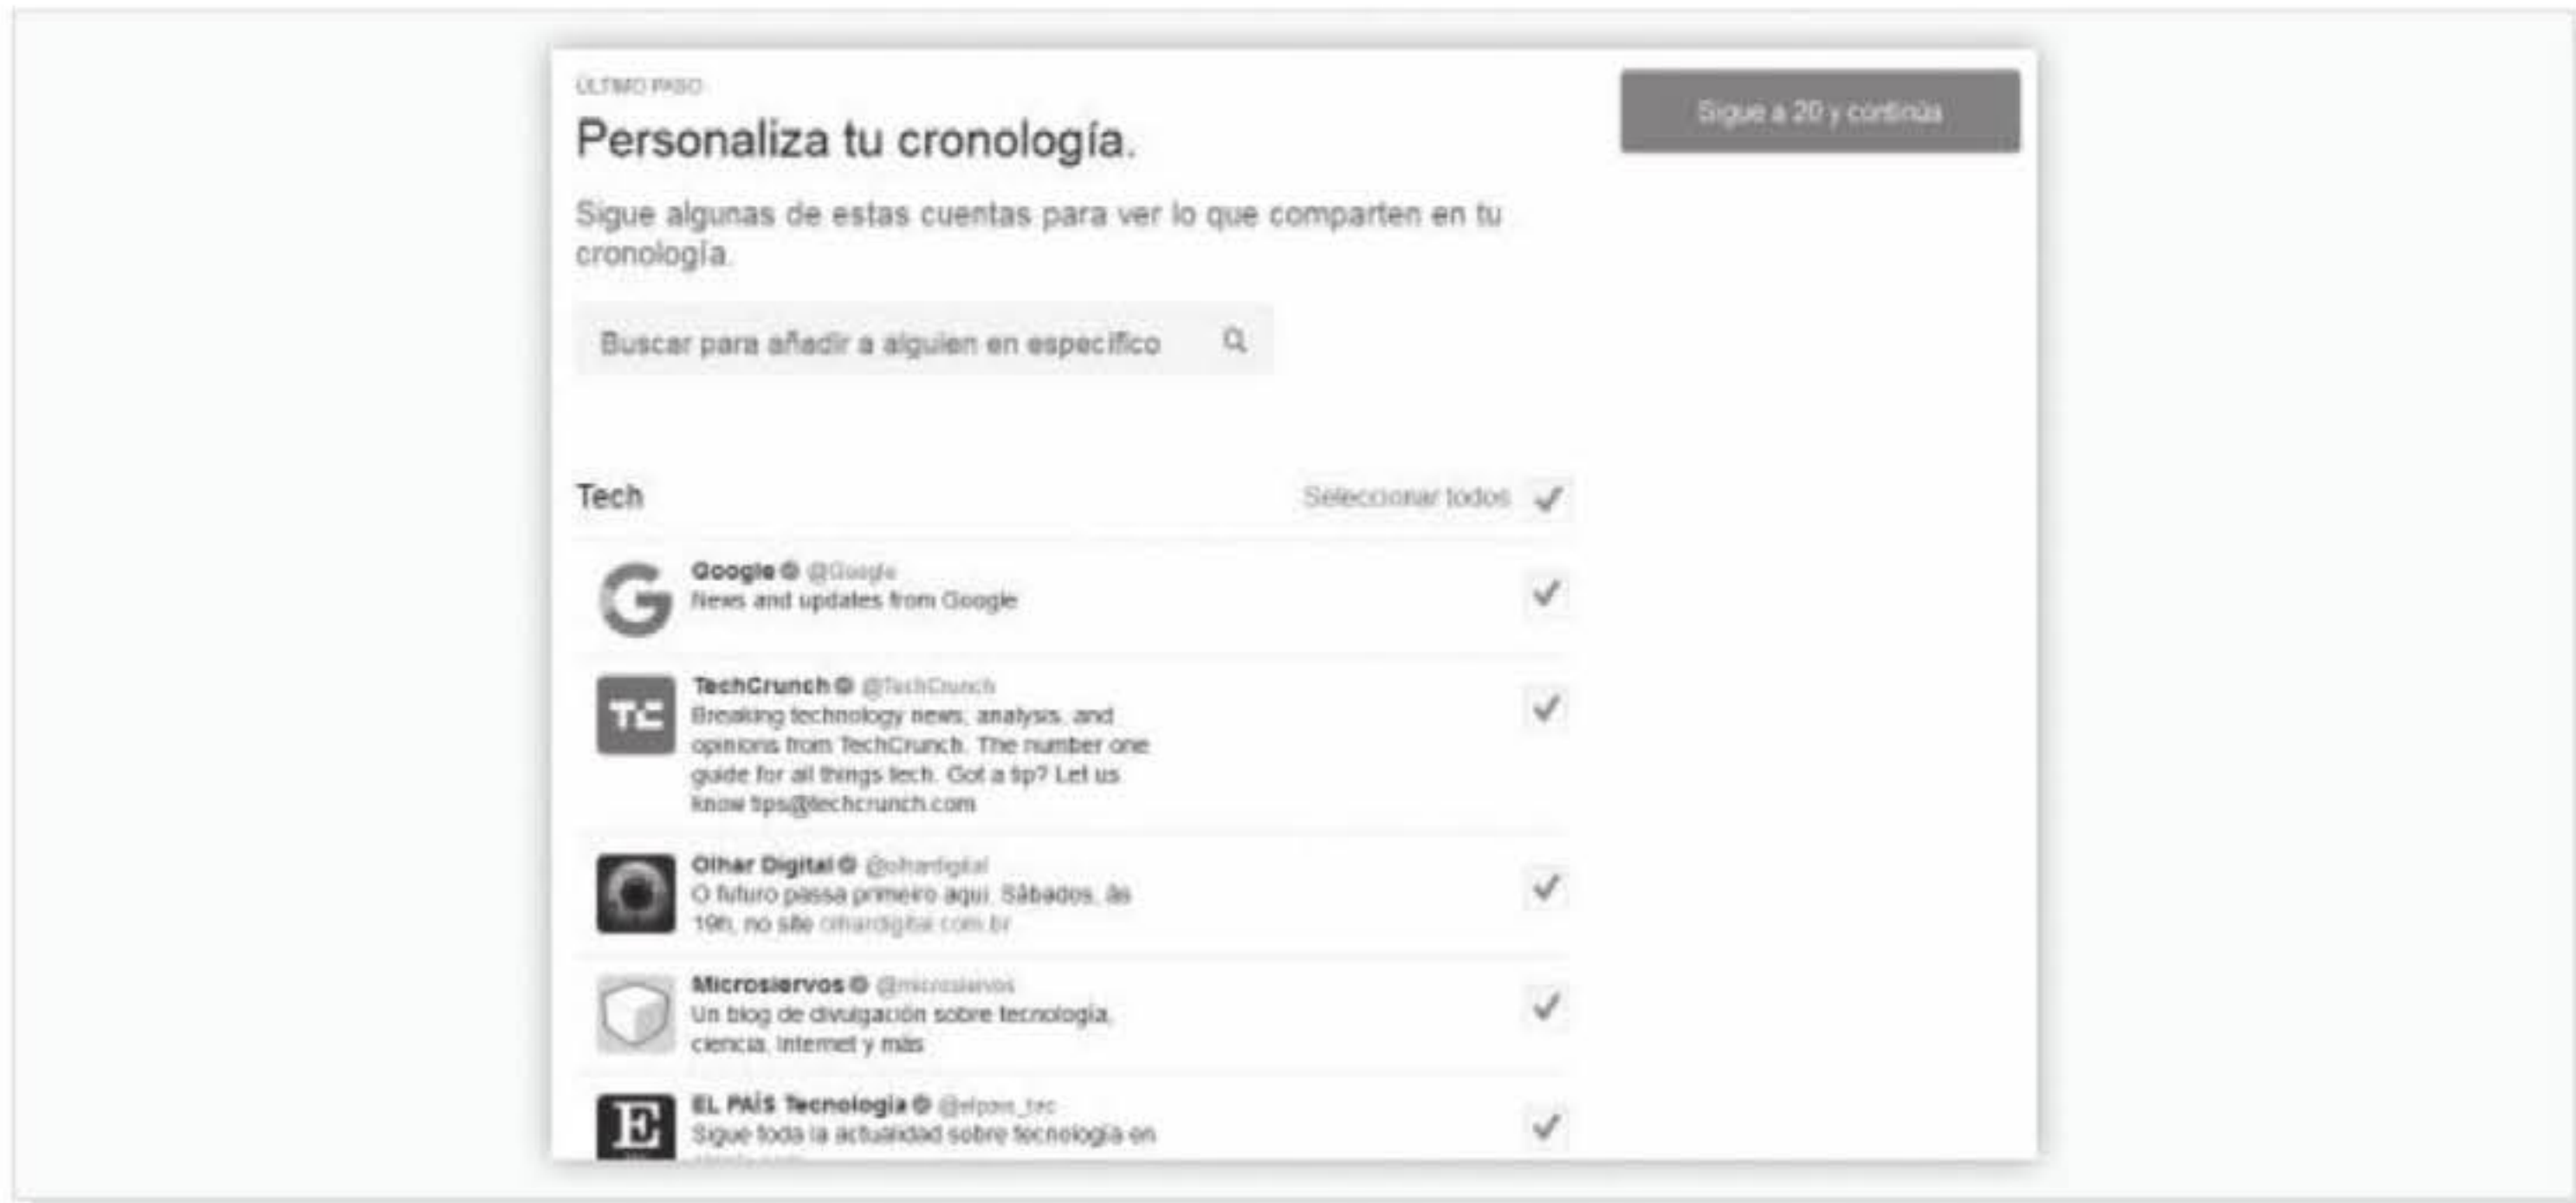 ÚLTIMO PASO
Sigue a 20 y continúa
Personaliza tu cronología.
Sigue algunas de estas cuentas para ver lo que comparten en tu
cronología.
Buscar para añadir a alguien en específico
Tech
Seleccionar todos
Google @Google
News and updates from Google
TC
TechCrunch @TechCrunch
Breaking technology news, analysis, and
opinions from TechCrunch. The number one
guide for all things tech. Got a tip? Let us
know tips@techcrunch.com
Olhar Digital @olhardigital
O futuro passa primeiro aqui. Sábados, às
19h, no site olhardigital.com.br
Microsiervos @microsiervos
Un blog de divulgación sobre tecnología,
ciencia, Internet y más
E
EL PAÍS Tecnología @elpais_tec
Sigue toda la actualidad sobre tecnología en